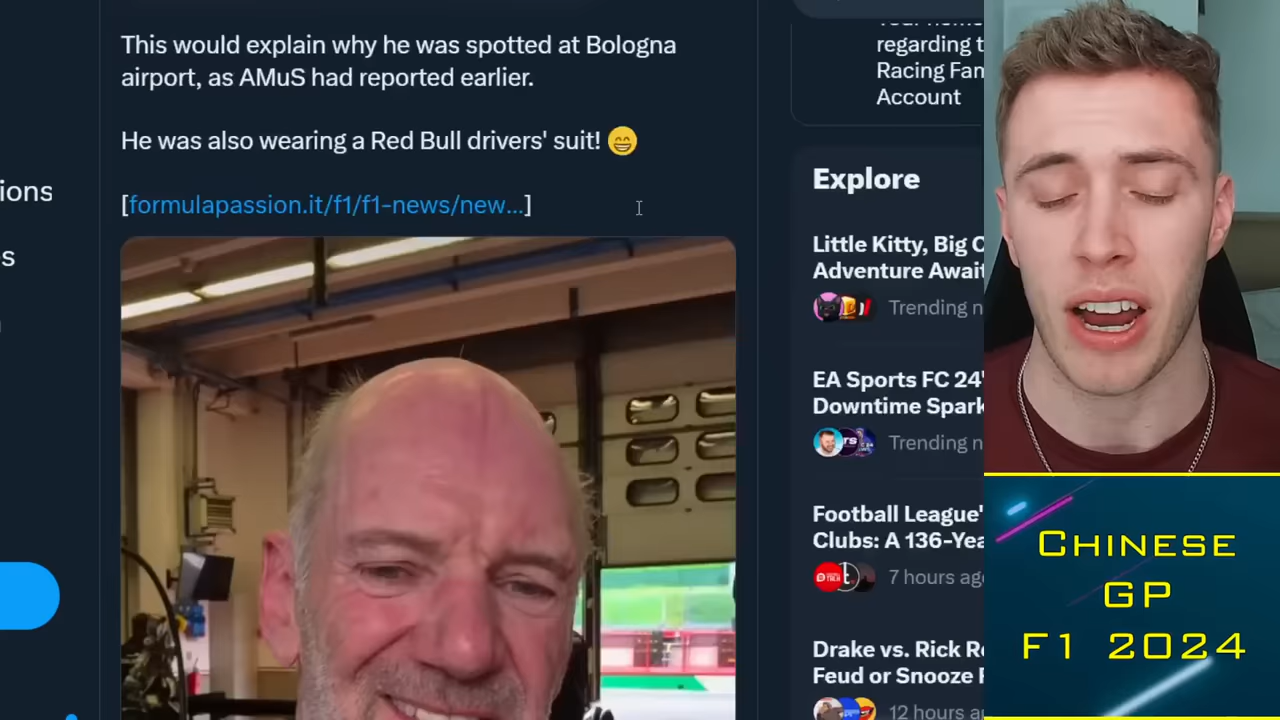 This would explain why he was spotted at Bologna
airport, as AMuS had reported earlier.
He was also wearing a Red Bull drivers' suit! 😁
[formulapassion.it/f1/f1-news/new...]
ions
s
regarding t
Racing Fam
Account
Explore
Little Kitty, Big C
Adventure Await
Trending n
EA Sports FC 24'
Downtime Spark
Trending n
Football League'
Clubs: A 136-Yea
7 hours ag
Drake vs. Rick R
Feud or Snooze F
12 hours a
CHINESE
GP
F1 2024